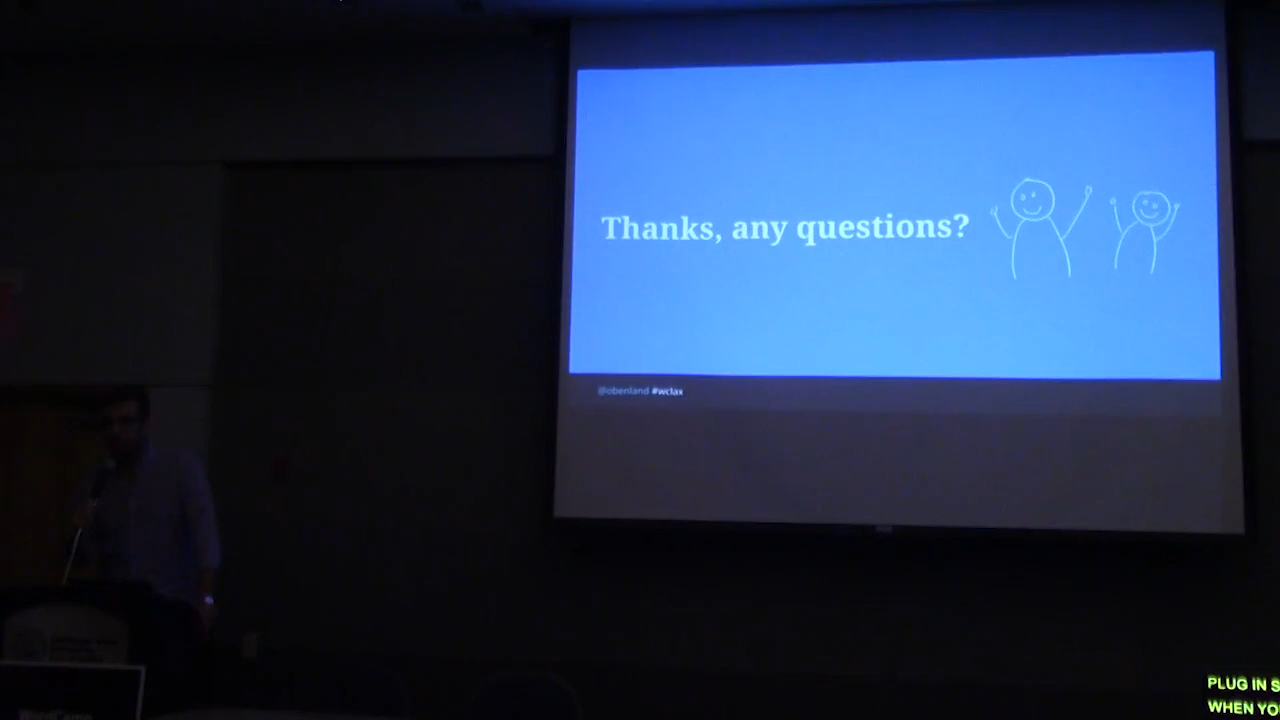 Thanks, any questions?
@obenland #wclax
PLUG IN S
WHEN YO